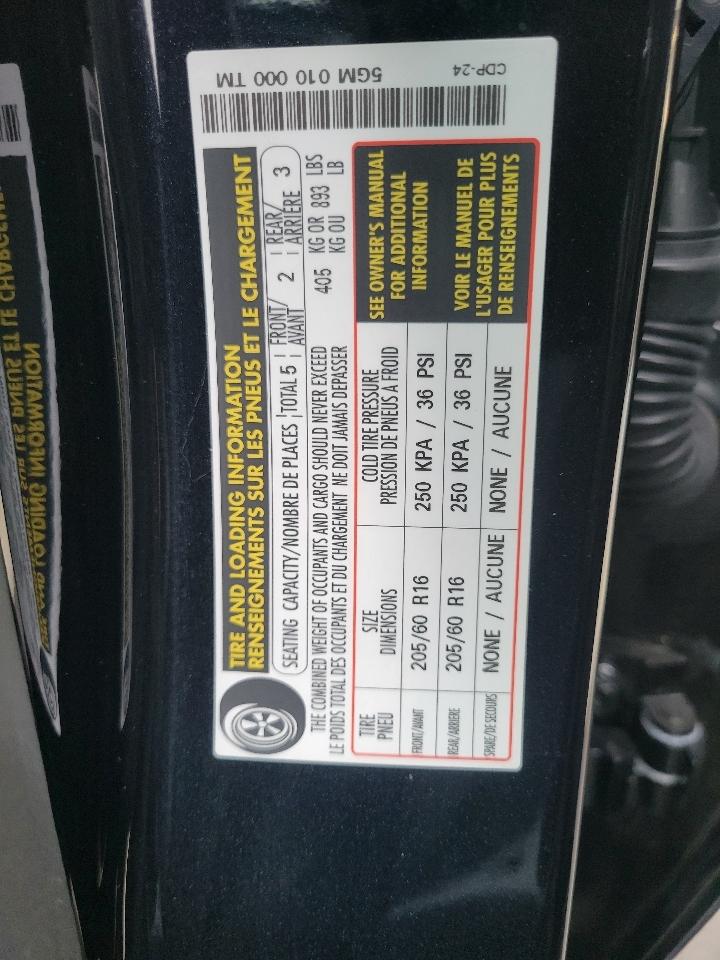 5GM 010 000 TM
CDP-24
TIRE AND LOADING INFORMATION
RENSEIGNEMENTS SUR LES PNEUS ET LE CHARGEMENT
SEATING CAPACITY/NOMBRE DE PLACES | TOTAL 5 | FRONT/ AVANT 2 | REAR/ ARRIÈRE 3
THE COMBINED WEIGHT OF OCCUPANTS AND CARGO SHOULD NEVER EXCEED 405 KG OR 893 LBS
LE POIDS TOTAL DES OCCUPANTS ET DU CHARGEMENT NE DOIT JAMAIS DEPASSER KG OU LB
TIRE SIZE COLD TIRE PRESSURE
PNEU DIMENSIONS PRESSION DE PNEUS À FROID
FRONT/AVANT 205/60 R16 250 KPA / 36 PSI
REAR/ARRIERE 205/60 R16 250 KPA / 36 PSI
SPARE/DE SECOURS NONE / AUCUNE NONE / AUCUNE
SEE OWNER'S MANUAL
FOR ADDITIONAL
INFORMATION
VOIR LE MANUEL DE
L'USAGER POUR PLUS
DE RENSEIGNEMENTS